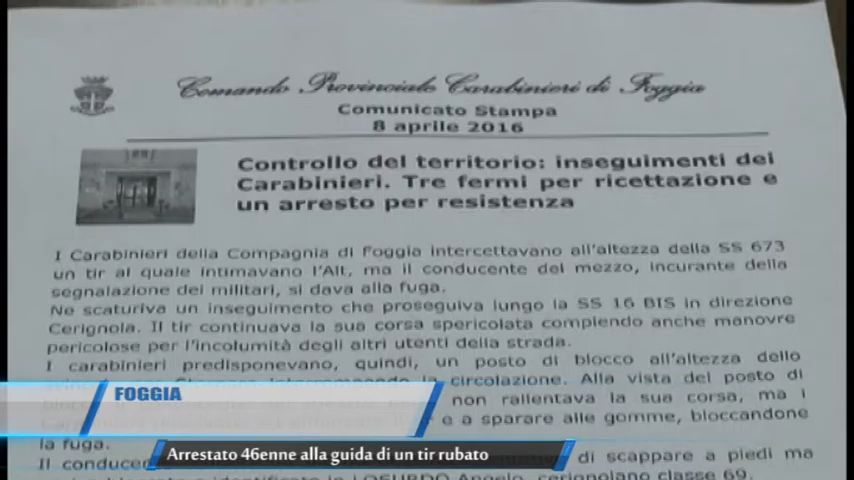 Comando Provinciale Carabinieri di Foggia
Comunicato Stampa
8 aprile 2016
Controllo del territorio: inseguimenti dei
Carabinieri. Tre fermi per ricettazione e
un arresto per resistenza
I Carabinieri della Compagnia di Foggia intercettavano all'altezza della SS 673
un tir al quale intimavano l'Alt, ma il conducente del mezzo, incurante della
segnalazione dei militari, si dava alla fuga.
Ne scaturiva un inseguimento che proseguiva lungo la SS 16 BIS in direzione
Cerignola. Il tir continuava la sua corsa spericolata compiendo anche manovre
pericolose per l'incolumità degli altri utenti della strada.
I carabinieri predisponevano, quindi, un posto di blocco all'altezza dello
circolazione. Alla vista del posto di
non rallentava la sua corsa, ma i
e a sparare alle gomme, bloccandone
la fuga.
Il di scappare a piedi ma
LOSURDO Angelo, cerignolano classe 69.
FOGGIA
Arrestato 46enne alla guida di un tir rubato